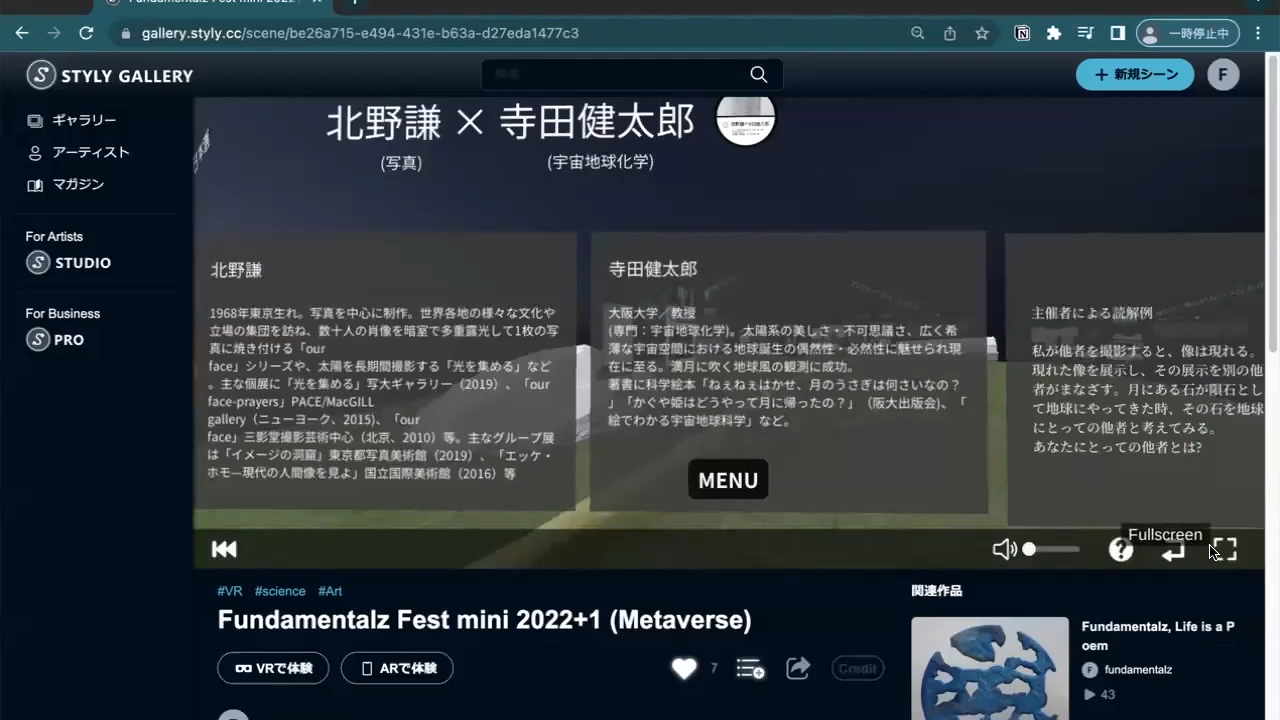 Fundamentalz Fest mini 2022
gallery.styly.cc/scene/be26a715-e494-431e-b63a-d27eda1477c3
一時停止中
STYLY GALLERY
検索
新規シーン
F
ギャラリー
アーティスト
マガジン
For Artists
STUDIO
For Business
PRO
北野謙 × 寺田健太郎
(写真)
(宇宙地球化学)
北野謙
1968年東京生れ。写真を中心に制作。世界各地の様々な文化や
立場の集団を訪ね、数十人の肖像を暗室で多重露光して1枚の写
真に焼き付ける「our
face」シリーズや、太陽を長期間撮影する「光を集める」など
。主な個展に「光を集める」写大ギャラリー（2019）、「our
face-prayers」PACE/MacGILL
gallery（ニューヨーク、2015)、「our
face」三影堂撮影芸術中心（北京、2010）等。主なグループ展
は「イメージの洞窟」東京都写真美術館（2019）、「エッケ・
ホモ—現代の人間像を見よ」国立国際美術館（2016）等
寺田健太郎
大阪大学／教授
(専門：宇宙地球化学)。太陽系の美しさ・不可思議さ、広く希
薄な宇宙空間における地球誕生の偶然性・必然性に魅せられ現
在に至る。満月に吹く地球風の観測に成功。
著書に科学絵本「ねぇねぇはかせ、月のうさぎは何さいなの？
」「かぐや姫はどうやって月に帰ったの？」（阪大出版会)、「
絵でわかる宇宙地球科学」など。
主催者による読解例
私が他者を撮影すると、像は現れる。
現れた像を展示し、その展示を別の他
者がまなざす。月にある石が隕石とし
て地球にやってきた時、その石を地球
にとっての他者と考えてみる。
あなたにとっての他者とは?
MENU
Fullscreen
#VR #science #Art
Fundamentalz Fest mini 2022+1 (Metaverse)
VRで体験
ARで体験
7
Credit
関連作品
Fundamentalz, Life is a P
oem
F fundamentalz
43